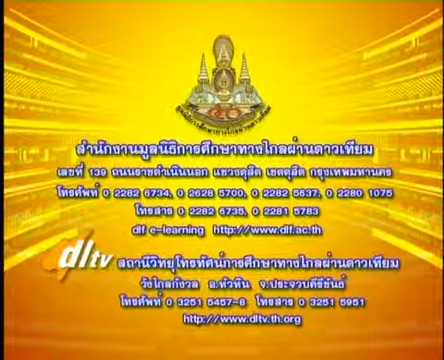 สำนักงานมูลนิธิการศึกษาทางไกลผ่านดาวเทียม
เลขที่ 139 ถนนราชดำเนินนอก แขวงดุสิต เขตดุสิต กรุงเทพมหานคร
โทรศัพท์ 0 2282 6734, 0 2628 5700, 0 2282 5837, 0 2280 1075
โทรสาร 0 2282 6735, 0 2281 5783
dlf e-learning http://www.dlf.ac.th
dltv สถานีวิทยุโทรทัศน์การศึกษาทางไกลผ่านดาวเทียม
วังไกลกังวล อ.หัวหิน จ.ประจวบคีรีขันธ์
โทรศัพท์ 0 3251 5457-8 โทรสาร 0 3251 5951
http://www.dltv.th.org